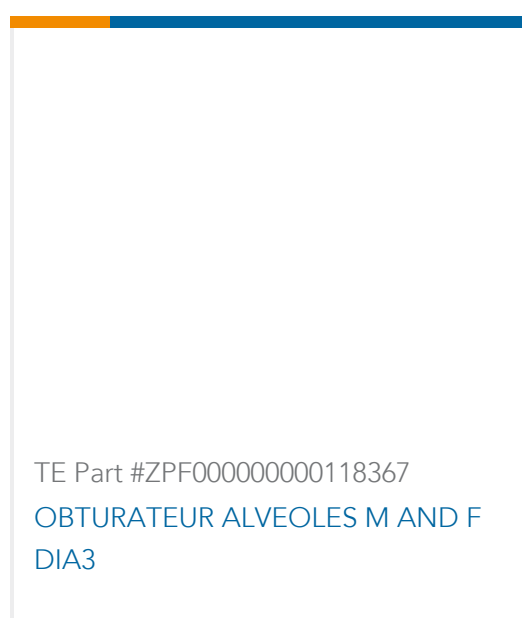 TE Part #ZPF000000000118367
OBTURATEUR ALVEOLES M AND F
DIA3